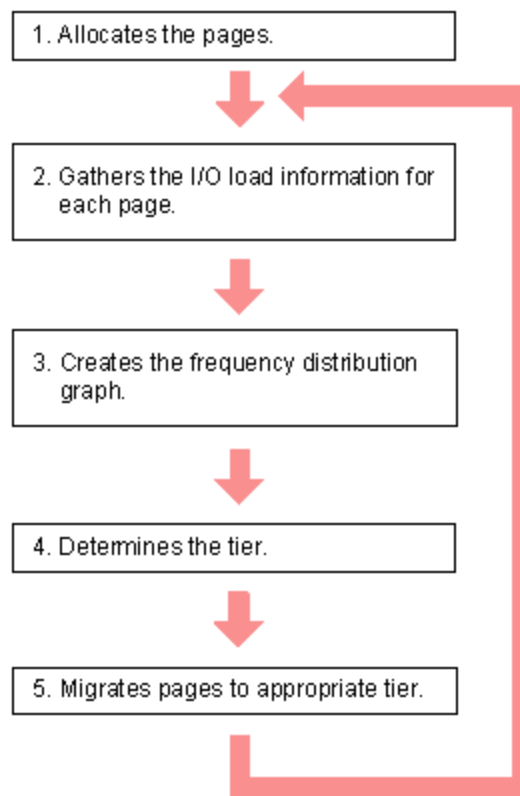 1. Allocates the pages.
2. Gathers the I/O load information for
each page.
3. Creates the frequency distribution
graph.
4. Determines the tier.
5. Migrates pages to appropriate tier.